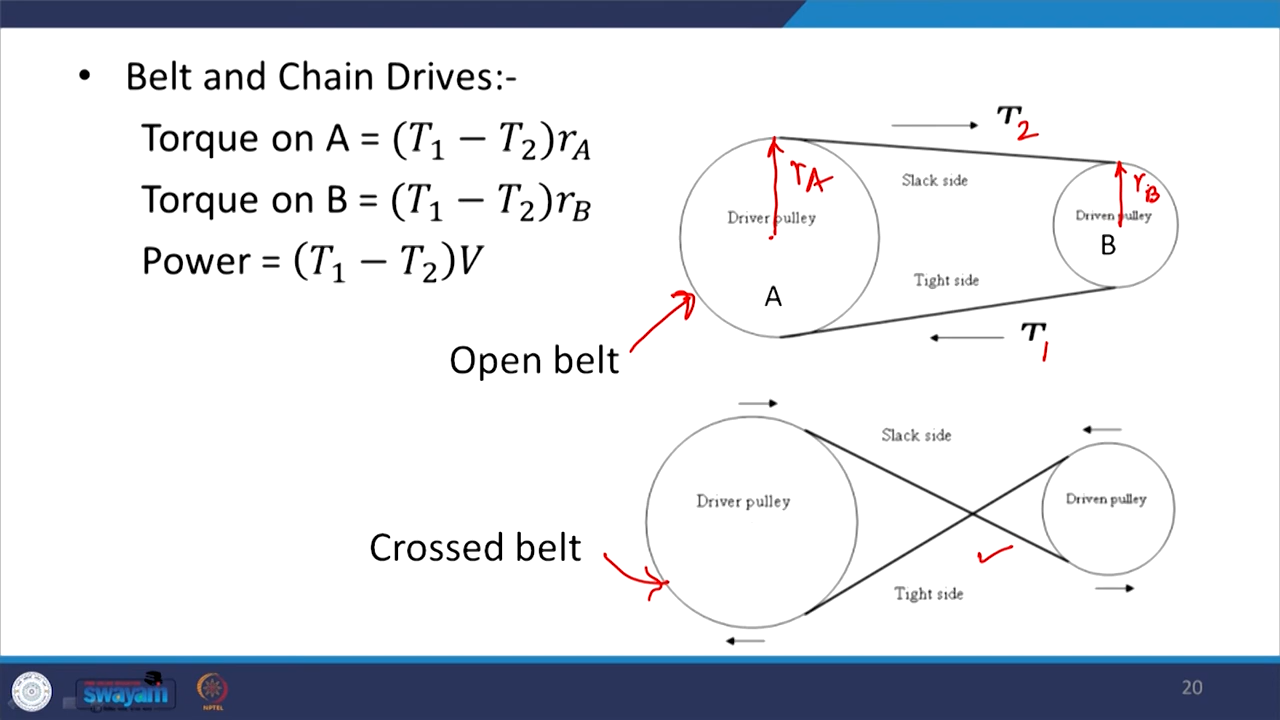 • Belt and Chain Drives:-
Torque on A = (T₁ − T₂)r_A
Torque on B = (T₁ − T₂)r_B
Power = (T₁ − T₂)V
T₂
r_A
Slack side
r_B
Driver pulley
Driven pulley
B
Tight side
A
T₁
Open belt
Slack side
Driver pulley
Driven pulley
Crossed belt
Tight side
swayam
NPTEL
20